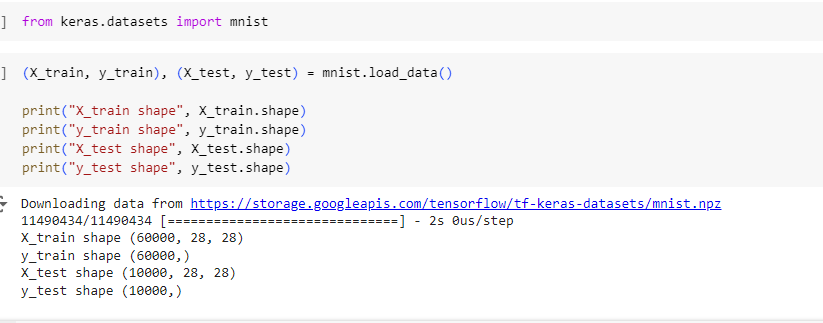 ] from keras.datasets import mnist
] (X_train, y_train), (X_test, y_test) = mnist.load_data()
print("X_train shape", X_train.shape)
print("y_train shape", y_train.shape)
print("X_test shape", X_test.shape)
print("y_test shape", y_test.shape)
Downloading data from https://storage.googleapis.com/tensorflow/tf-keras-datasets/mnist.npz
11490434/11490434 [==============================] - 2s 0us/step
X_train shape (60000, 28, 28)
y_train shape (60000,)
X_test shape (10000, 28, 28)
y_test shape (10000,)